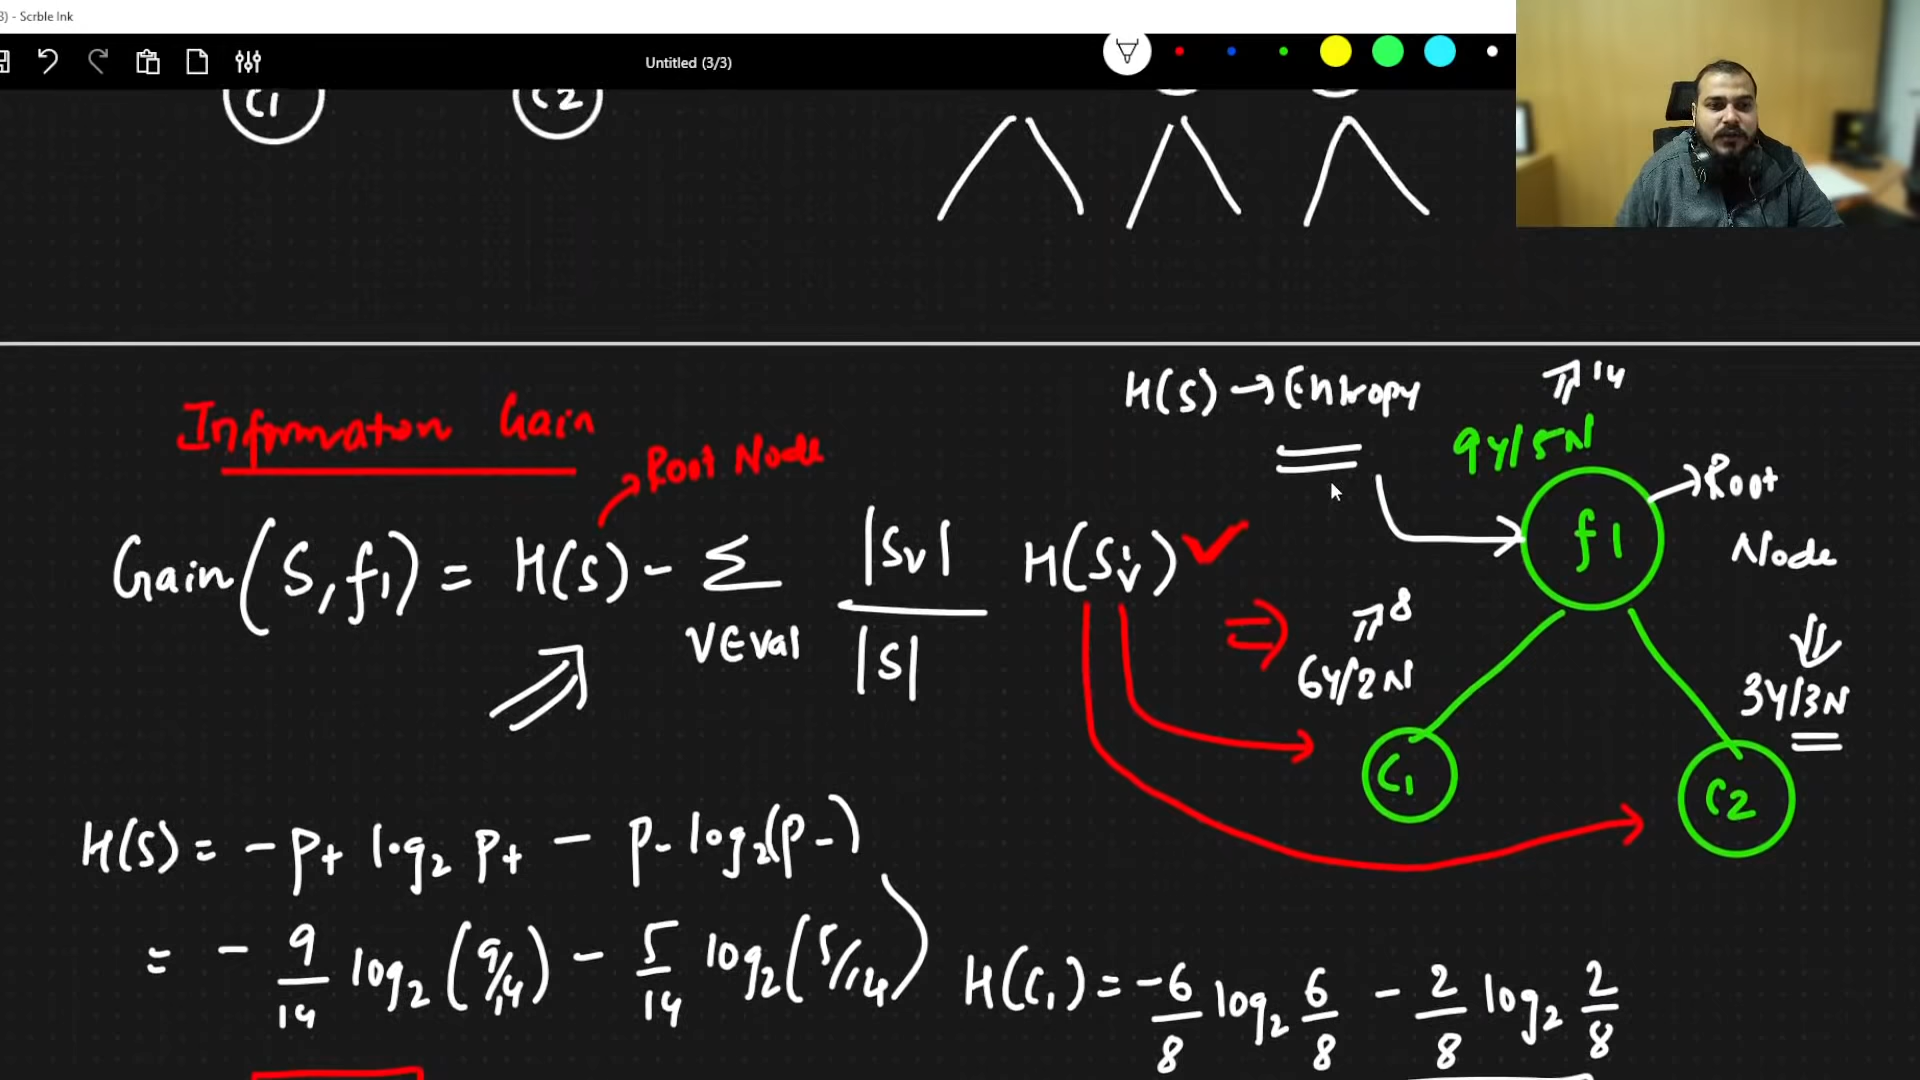 3) - Scrble Ink
Untitled (3/3)
C1
C2
H(S) → Entropy
14
9Y/5N
Information Gain
→ Root Node
→ Root
Node
f1
Gain(S, f1) = H(S) - Σ |Sv| / |S| H(Sv) ✓
VEVal
⇒
8
6Y/2N
3Y/3N
C1
C2
H(S) = - P+ log2 P+ - P- log2(P-)
= - 9/14 log2 (9/14) - 5/14 log2 (5/14)
H(C1) = -6/8 log2 6/8 - 2/8 log2 2/8